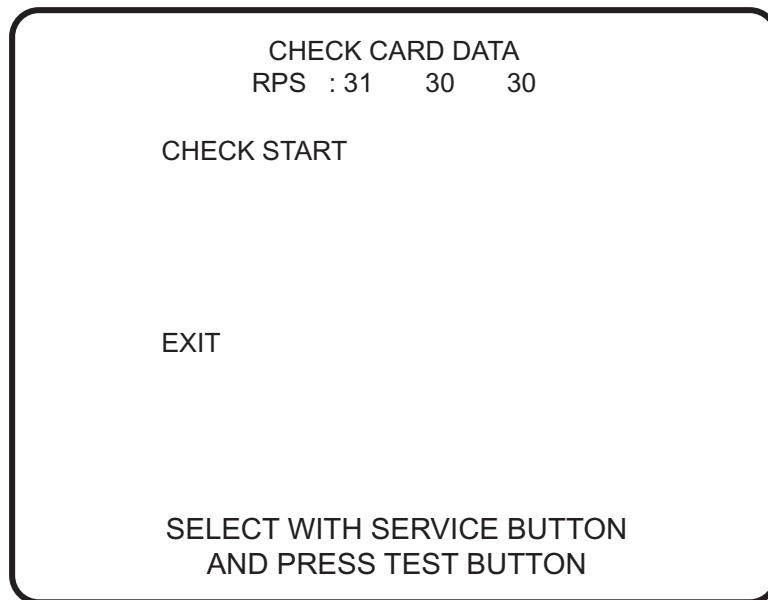 CHECK CARD DATA
RPS : 31 30 30
CHECK START
EXIT
SELECT WITH SERVICE BUTTON
AND PRESS TEST BUTTON